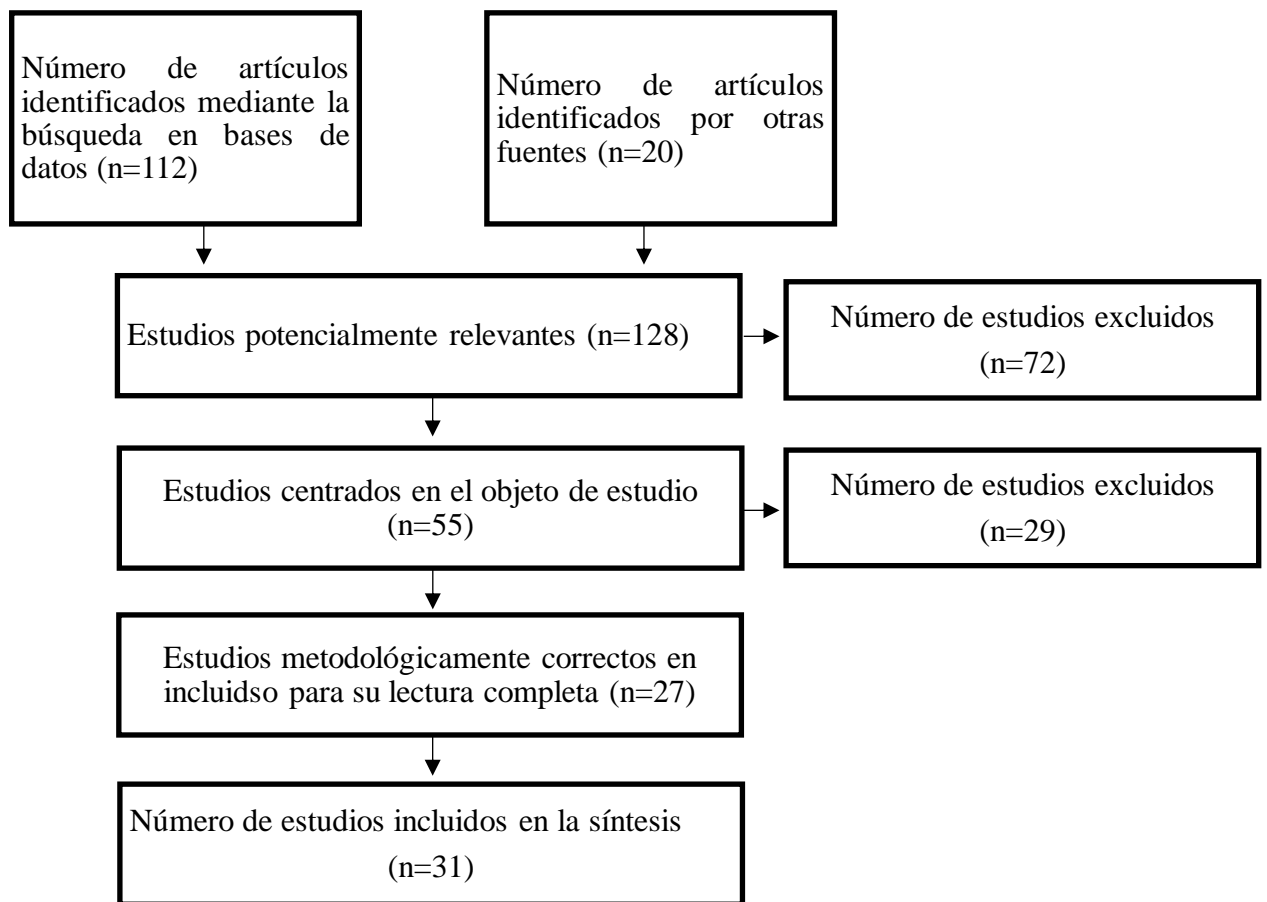 Número de artículos
identificados mediante la
búsqueda en bases de
datos (n=112)
Número de artículos
identificados por otras
fuentes (n=20)
Estudios potencialmente relevantes (n=128)
Número de estudios excluidos
(n=72)
Estudios centrados en el objeto de estudio
(n=55)
Número de estudios excluidos
(n=29)
Estudios metodológicamente correctos en
incluidso para su lectura completa (n=27)
Número de estudios incluidos en la síntesis
(n=31)